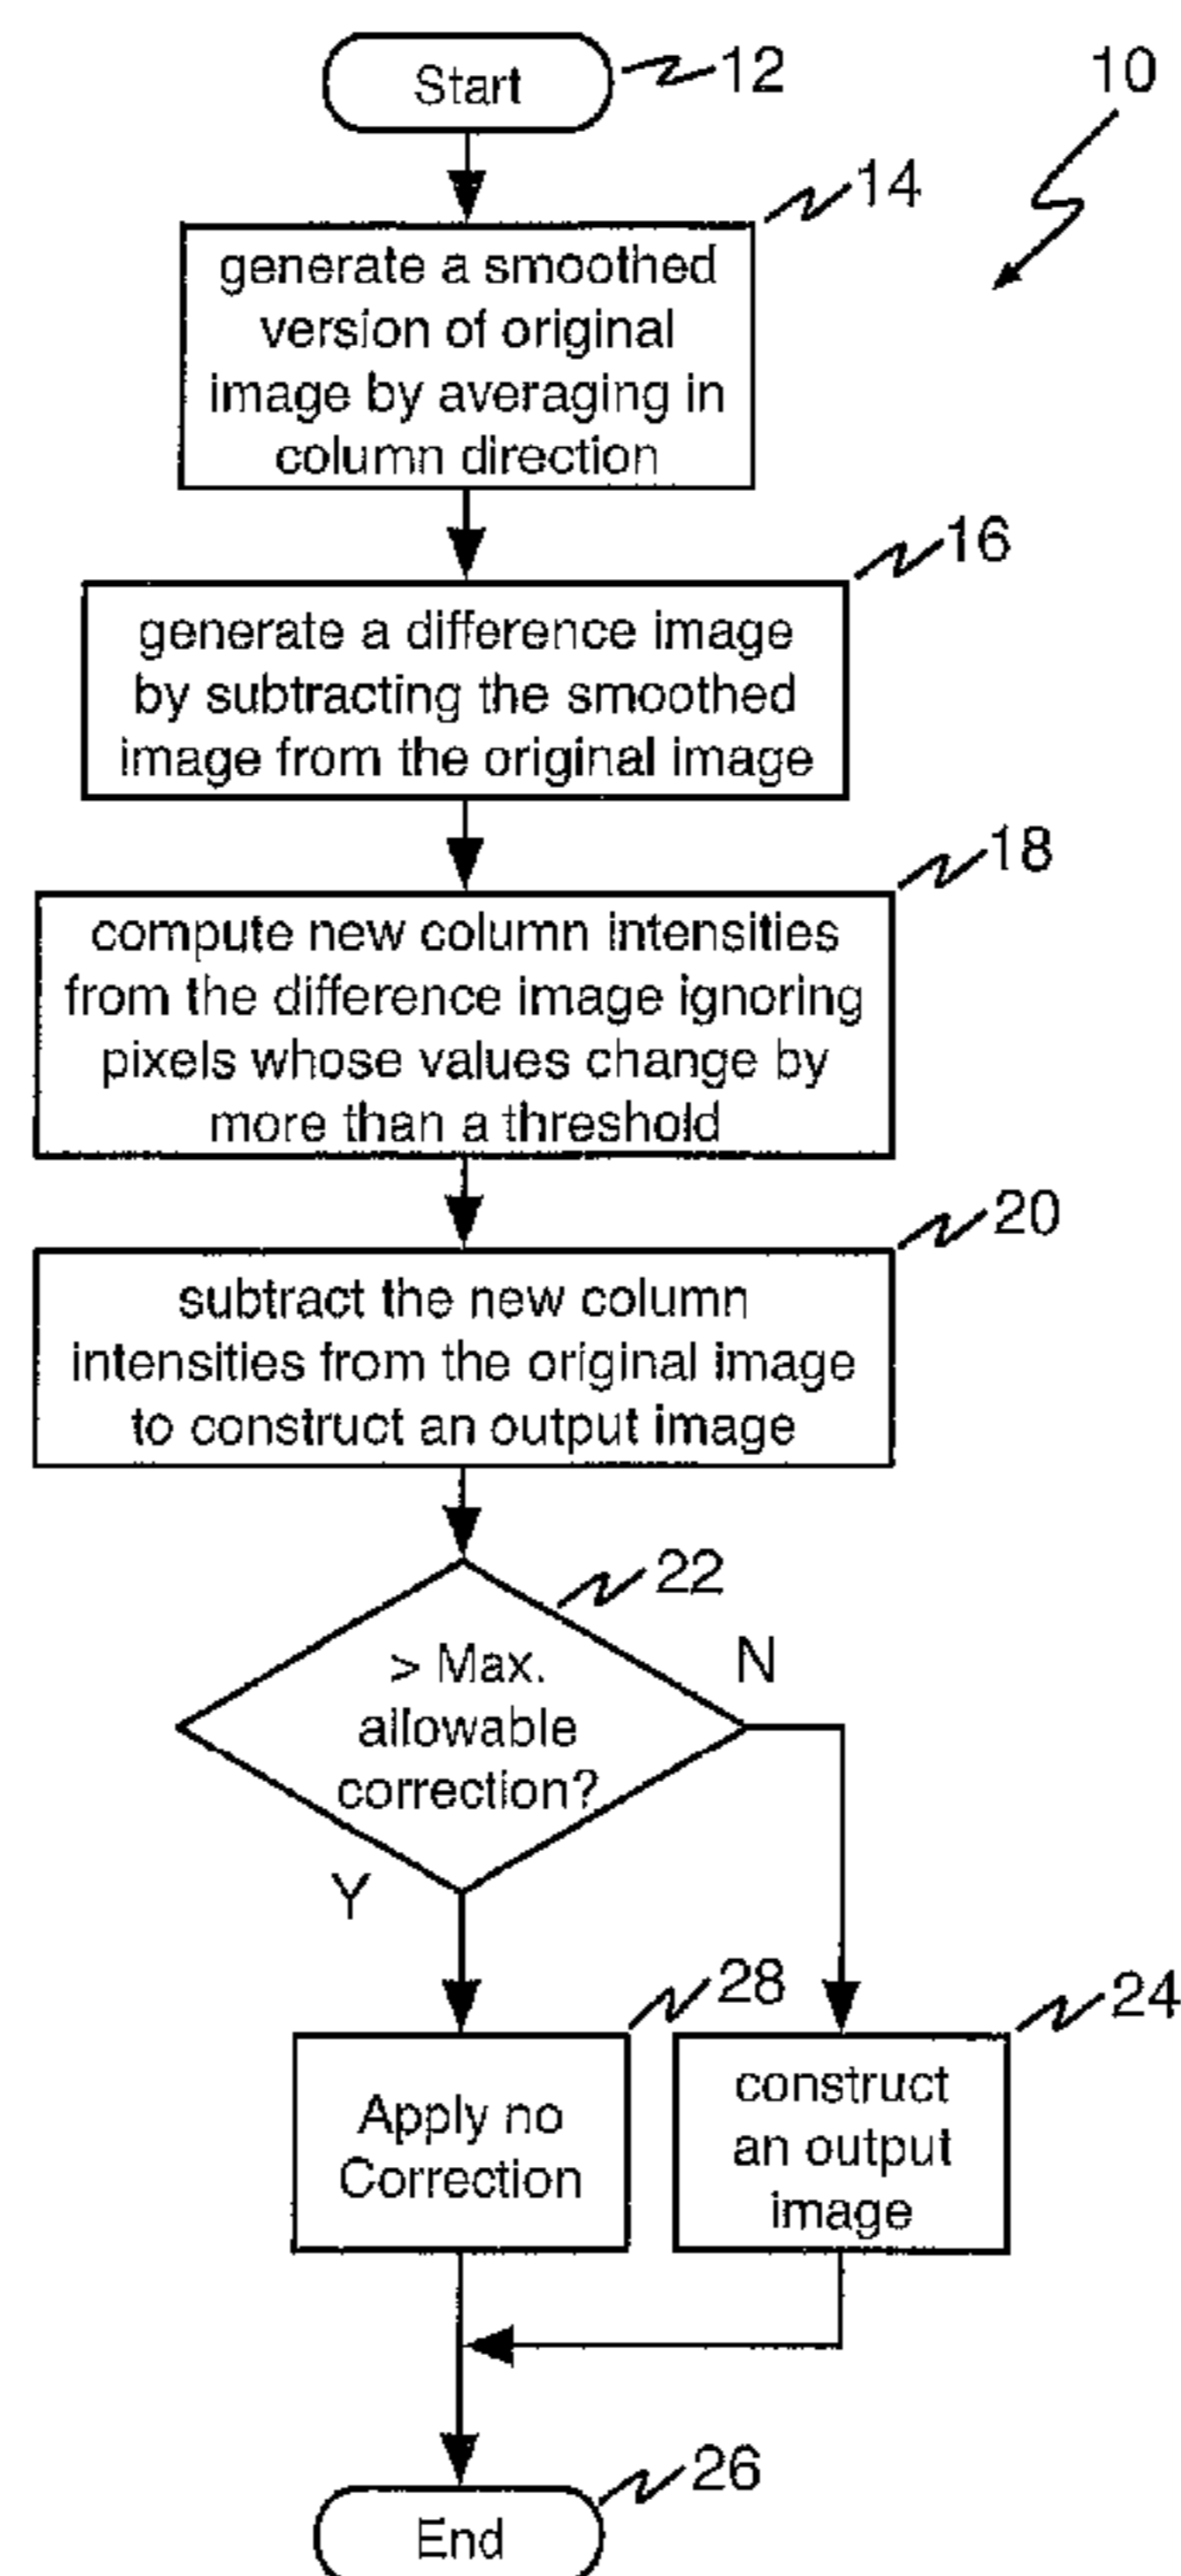 Start
12
10
14
generate a smoothed
version of original
image by averaging in
column direction
16
generate a difference image
by subtracting the smoothed
image from the original image
18
compute new column intensities
from the difference image ignoring
pixels whose values change by
more than a threshold
20
subtract the new column
intensities from the original image
to construct an output image
22
> Max.
allowable
correction?
N
Y
28
Apply no
Correction
24
construct
an output
image
26
End